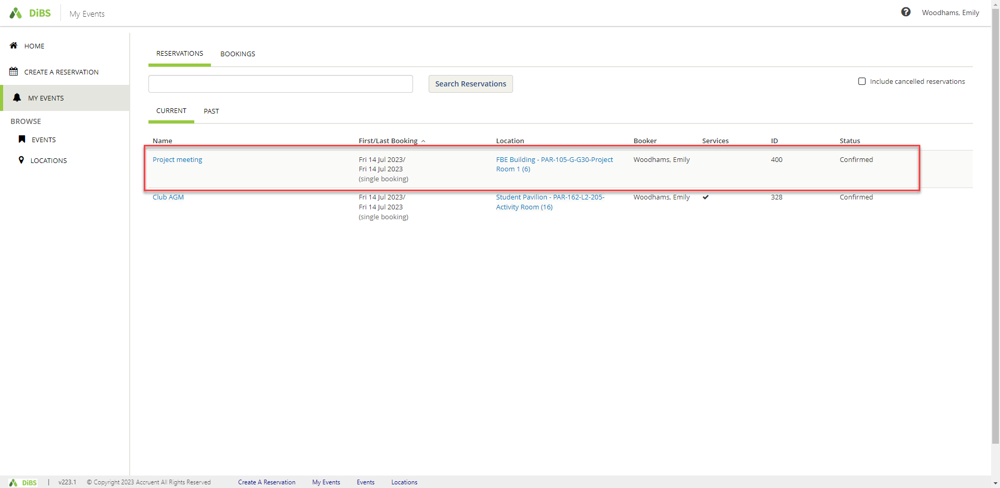 DiBS
My Events
Woodhams, Emily
HOME
CREATE A RESERVATION
MY EVENTS
BROWSE
EVENTS
LOCATIONS
RESERVATIONS BOOKINGS
Search Reservations
Include cancelled reservations
CURRENT PAST
Name First/Last Booking Location Booker Services ID Status
Project meeting Fri 14 Jul 2023/ FBE Building - PAR-105-G-G30-Project Woodhams, Emily 400 Confirmed
Fri 14 Jul 2023 Room 1 (6)
(single booking)
Club AGM Fri 14 Jul 2023/ Student Pavilion - PAR-162-L2-205- Woodhams, Emily 328 Confirmed
Fri 14 Jul 2023 Activity Room (16)
(single booking)
DiBS | v223.1 © Copyright 2023 Accruent All Rights Reserved Create A Reservation My Events Events Locations